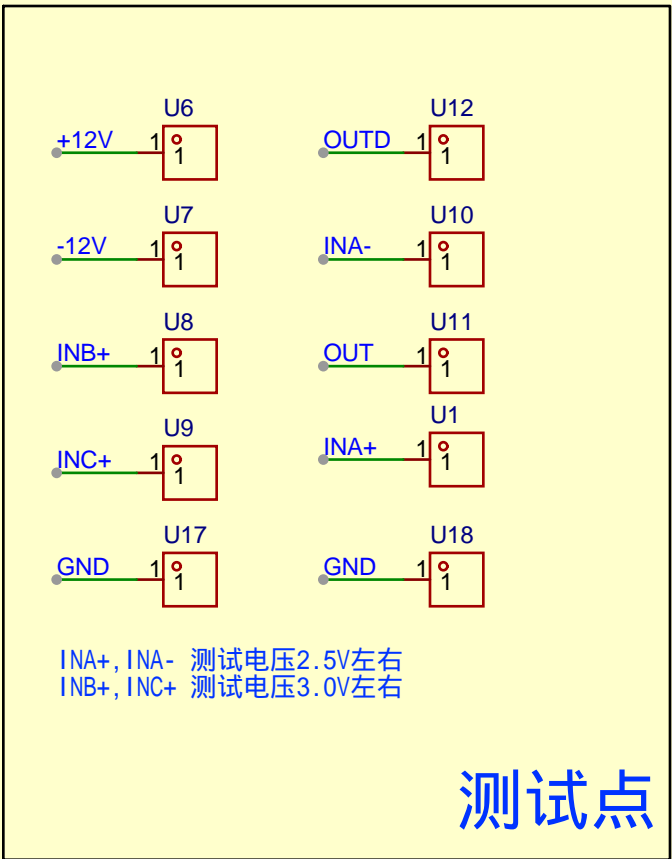 U6
+12V 1 1
U12
OUTD 1 1
U7
-12V 1 1
U10
INA- 1 1
U8
INB+ 1 1
U11
OUT 1 1
U9
INC+ 1 1
U1
INA+ 1 1
U17
GND 1 1
U18
GND 1 1
INA+,INA- 测试电压2.5V左右
INB+,INC+ 测试电压3.0V左右
测试点